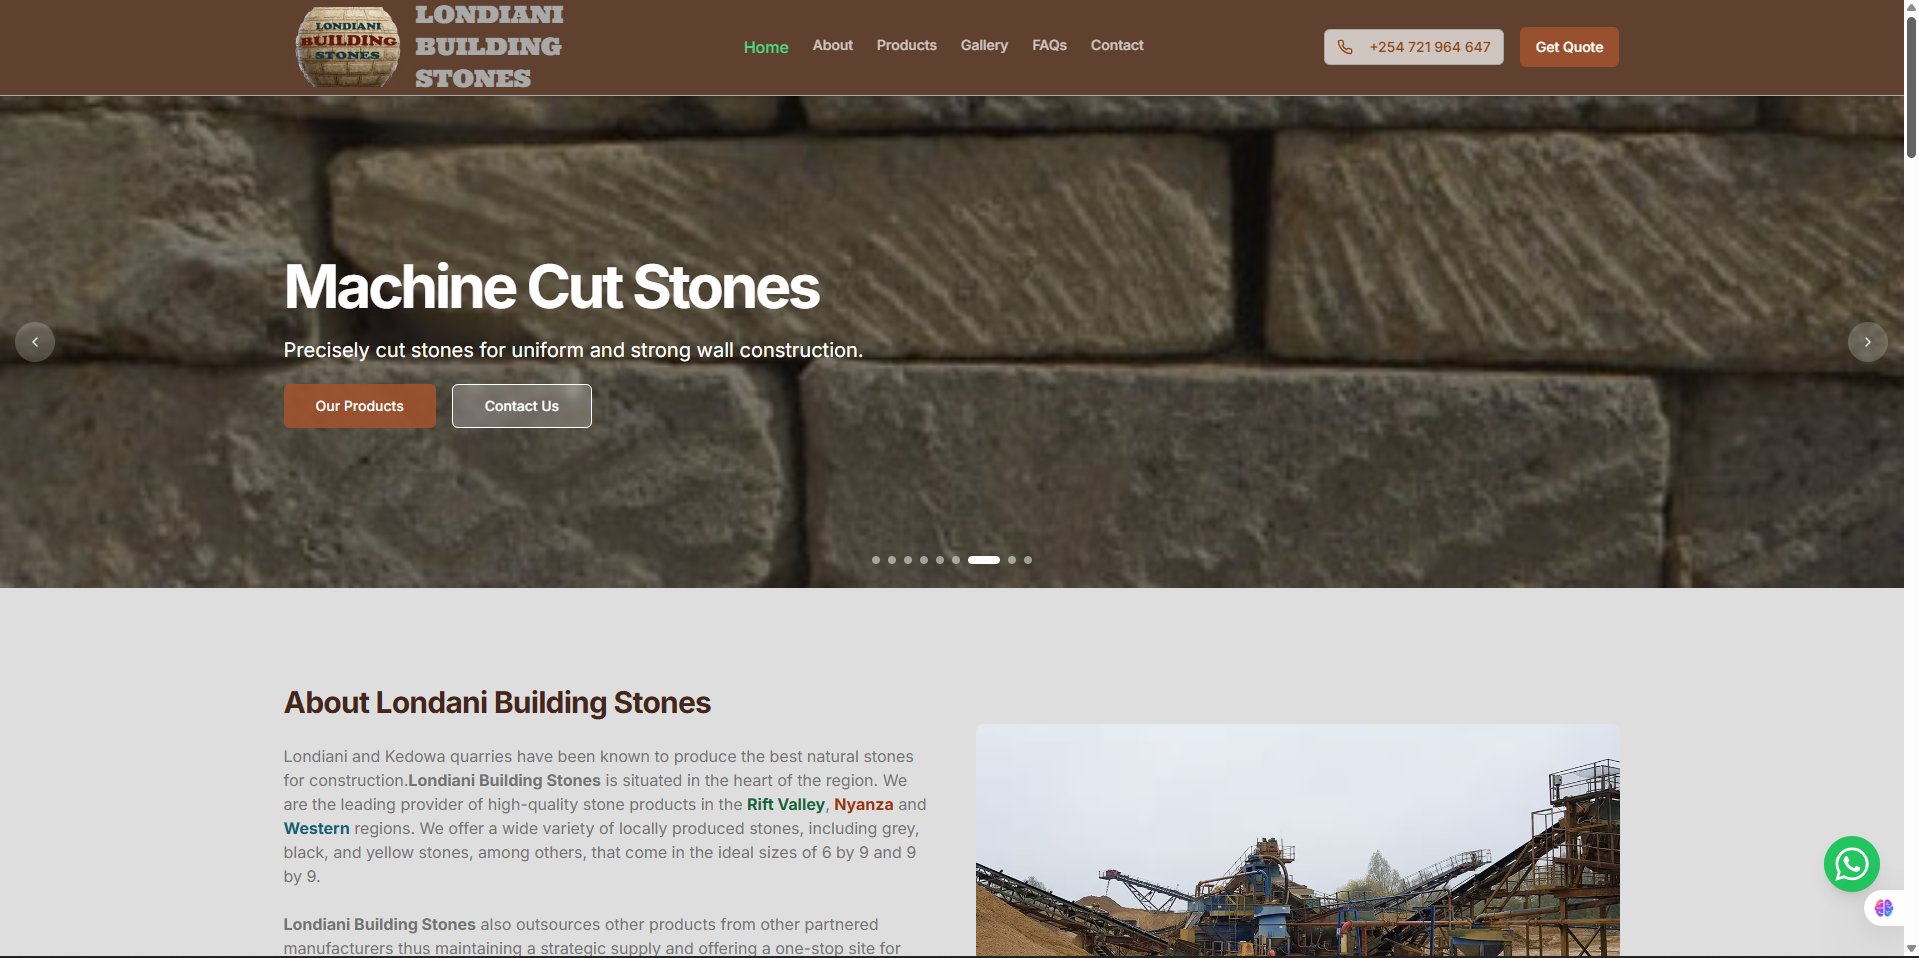 LONDIANI
BUILDING
STONES
LONDIANI
BUILDING
STONES
Home
About
Products
Gallery
FAQs
Contact
+254 721 964 647
Get Quote
Machine Cut Stones
Precisely cut stones for uniform and strong wall construction.
Our Products
Contact Us
About Londani Building Stones
Londiani and Kedowa quarries have been known to produce the best natural stones
for construction.Londiani Building Stones is situated in the heart of the region. We
are the leading provider of high-quality stone products in the Rift Valley, Nyanza and
Western regions. We offer a wide variety of locally produced stones, including grey,
black, and yellow stones, among others, that come in the ideal sizes of 6 by 9 and 9
by 9.
Londiani Building Stones also outsources other products from other partnered
manufacturers thus maintaining a strategic supply and offering a one-stop site for